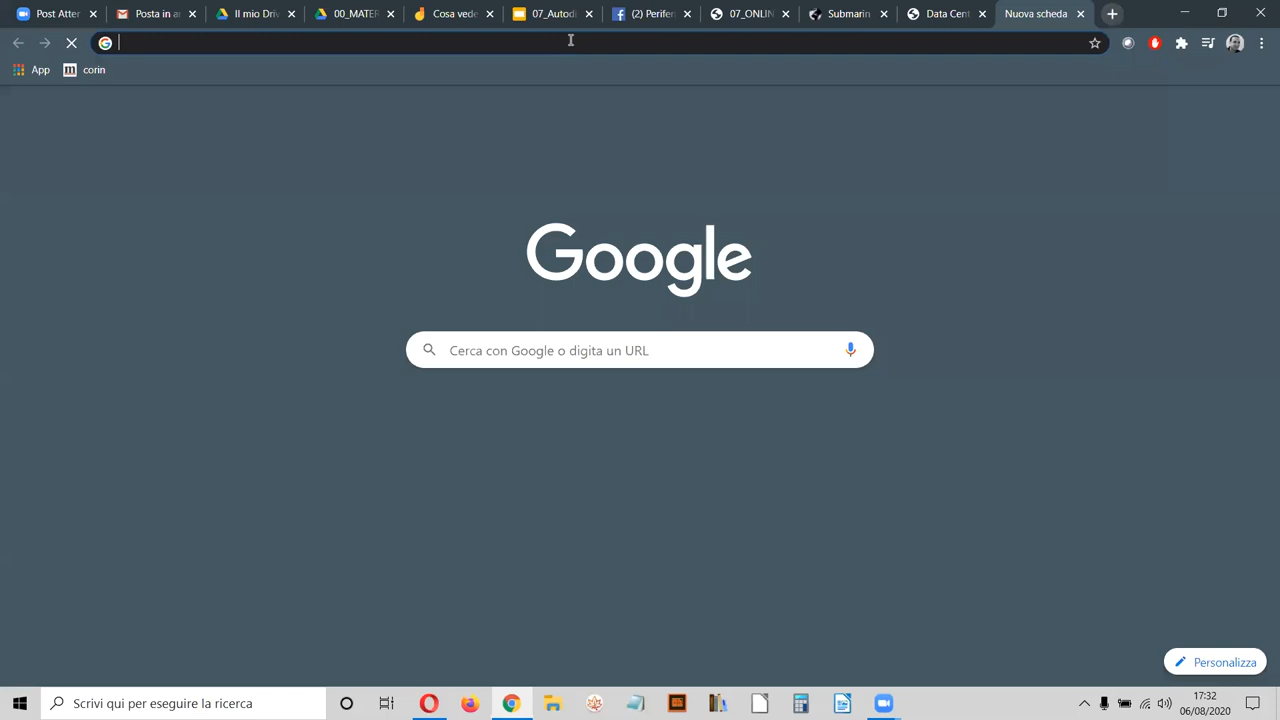 Post Atter
Posta in a
Il mio Driv
00_MATER
Cosa vede
07_Autodi
(2) Perifer
07_ONLIN
Submarin
Data Cent
Nuova scheda
App
corin
Google
Cerca con Google o digita un URL
Personalizza
Scrivi qui per eseguire la ricerca
17:32
06/08/2020